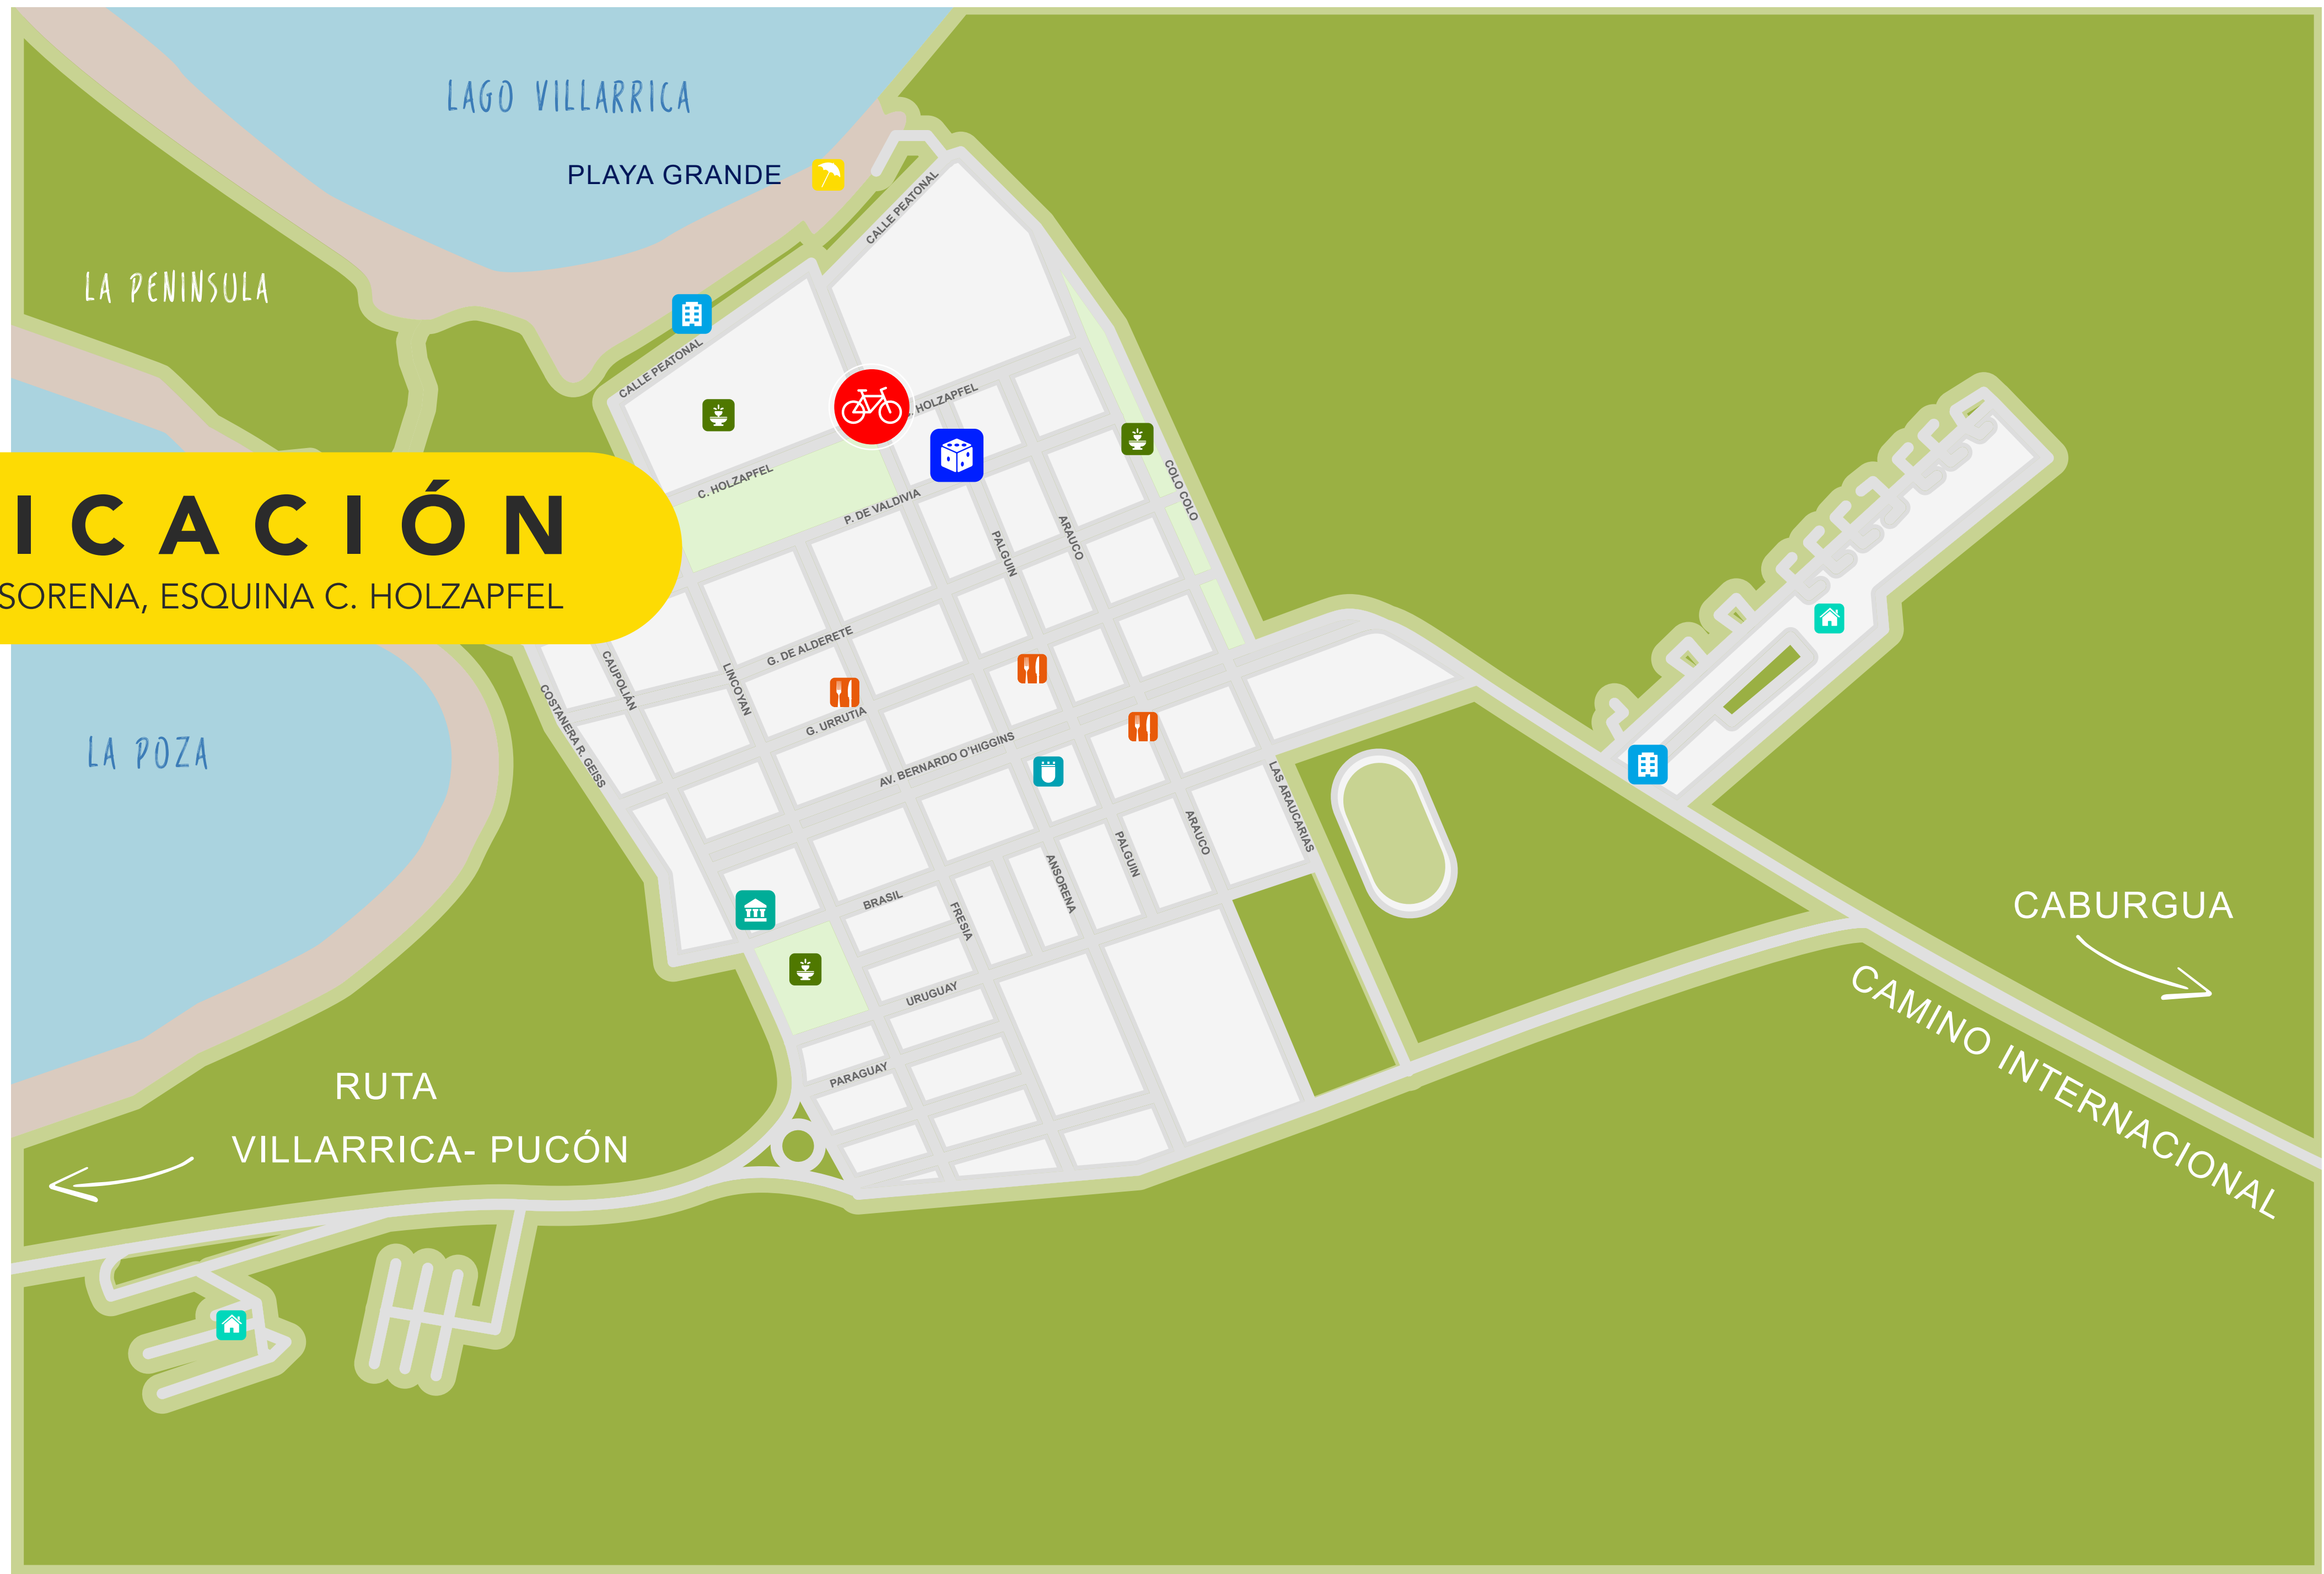 LAGO VILLARRICA
PLAYA GRANDE
CALLE PEATONAL
LA PENINSULA
CALLE PEATONAL
HOLZAPFEL
C. HOLZAPFEL
P. DE VALDIVIA
COLO COLO
ICACIÓN
SORENA, ESQUINA C. HOLZAPFEL
PALGUIN
ARAUCO
G. DE ALDERETE
CAUPOLIÁN
LINCOYAN
COSTANERA R. GEISS
G. URRUTIA
AV. BERNARDO O'HIGGINS
LA POZA
LAS ARAUCARIAS
ARAUCO
PALGUIN
ANSORENA
BRASIL
FRESIA
URUGUAY
PARAGUAY
CABURGUA
CAMINO INTERNACIONAL
RUTA
VILLARRICA- PUCÓN